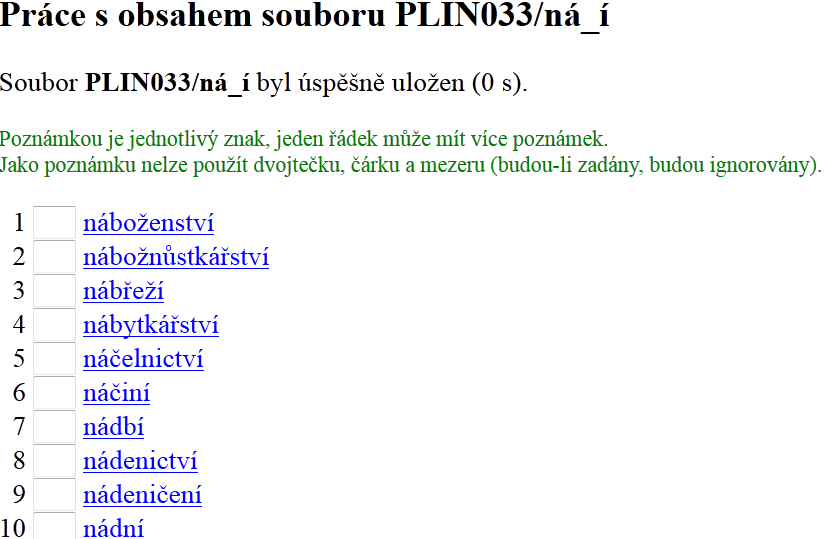 Práce s obsahem souboru PLIN033/ná_í
Soubor PLIN033/ná_í byl úspěšně uložen (0 s).
Poznámkou je jednotlivý znak, jeden řádek může mít více poznámek.
Jako poznámku nelze použít dvojtečku, čárku a mezeru (budou-li zadány, budou ignorovány).
1 náboženství
2 nábožnůstkářství
3 nábřeží
4 nábytkářství
5 náčelnictví
6 náčiní
7 nádbí
8 nádenictví
9 nádeničení
10 nádní